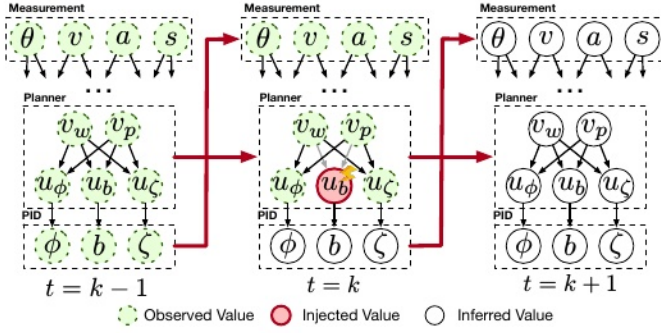 Measurement Measurement Measurement
θ v a s θ v a s θ v a s
... ... ...
Planner Planner Planner
v_w v_p v_w v_p v_w v_p
u_ϕ u_b u_ζ u_ϕ u_b u_ζ u_ϕ u_b u_ζ
PID PID PID
ϕ b ζ ϕ b ζ ϕ b ζ
t = k − 1 t = k t = k + 1
Observed Value Injected Value Inferred Value